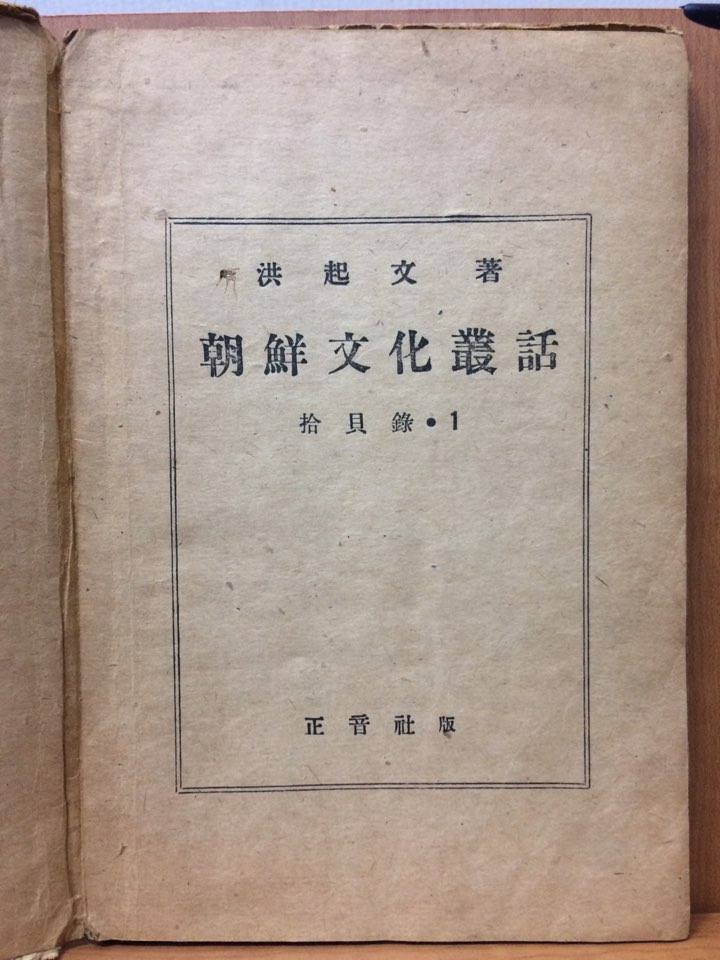 洪起文 著
朝鮮文化叢話
拾貝錄•1
正音社版